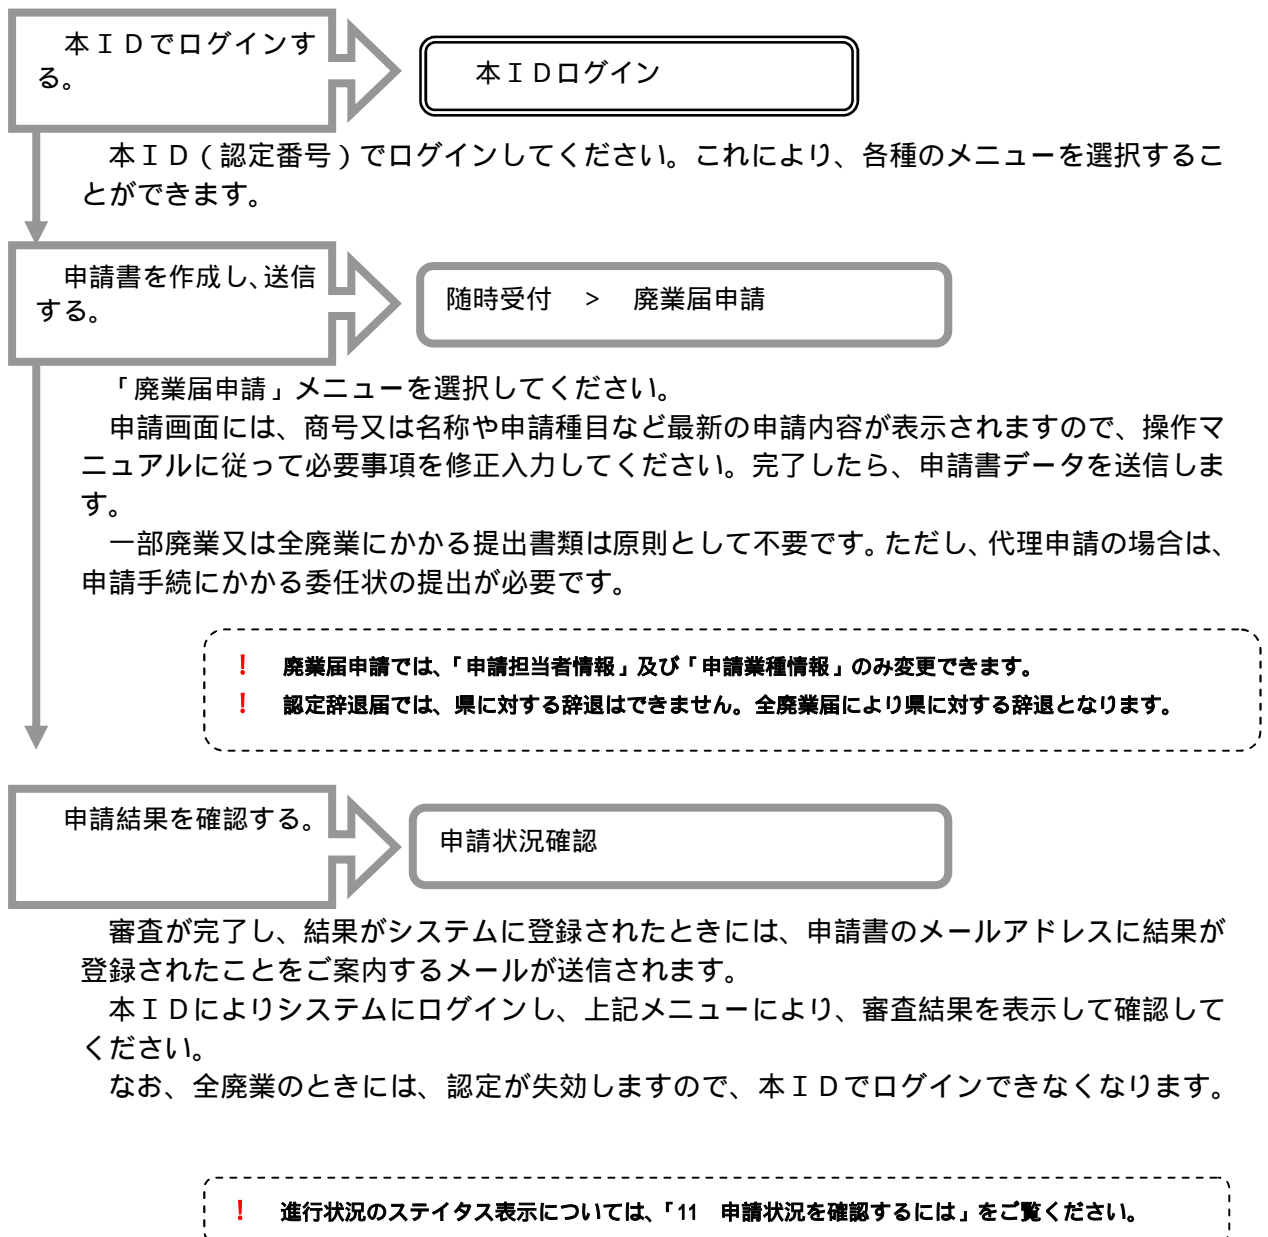 本ＩＤでログインす
る。
本ＩＤログイン
本ＩＤ（認定番号）でログインしてください。これにより、各種のメニューを選択するこ
とができます。
申請書を作成し、送信
する。
随時受付　＞　廃業届申請
「廃業届申請」メニューを選択してください。
申請画面には、商号又は名称や申請種目など最新の申請内容が表示されますので、操作マ
ニュアルに従って必要事項を修正入力してください。完了したら、申請書データを送信しま
す。
一部廃業又は全廃業にかかる提出書類は原則として不要です。ただし、代理申請の場合は、
申請手続にかかる委任状の提出が必要です。
！　廃業届申請では、「申請担当者情報」及び「申請業種情報」のみ変更できます。
！　認定辞退届では、県に対する辞退はできません。全廃業届により県に対する辞退となります。
申請結果を確認する。
申請状況確認
審査が完了し、結果がシステムに登録されたときには、申請書のメールアドレスに結果が
登録されたことをご案内するメールが送信されます。
本ＩＤによりシステムにログインし、上記メニューにより、審査結果を表示して確認して
ください。
なお、全廃業のときには、認定が失効しますので、本ＩＤでログインできなくなります。
！　進行状況のステイタス表示については、「11　申請状況を確認するには」をご覧ください。